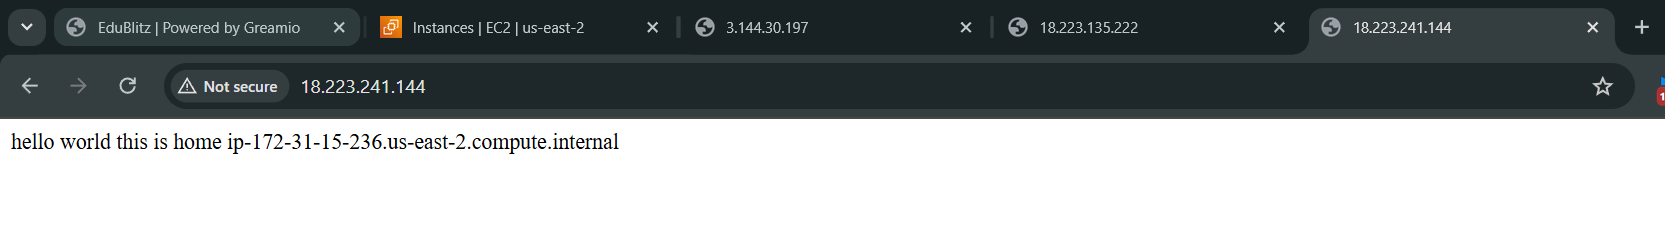 EduBlitz | Powered by Greamio
Instances | EC2 | us-east-2
3.144.30.197
18.223.135.222
18.223.241.144
Not secure
18.223.241.144
1
hello world this is home ip-172-31-15-236.us-east-2.compute.internal